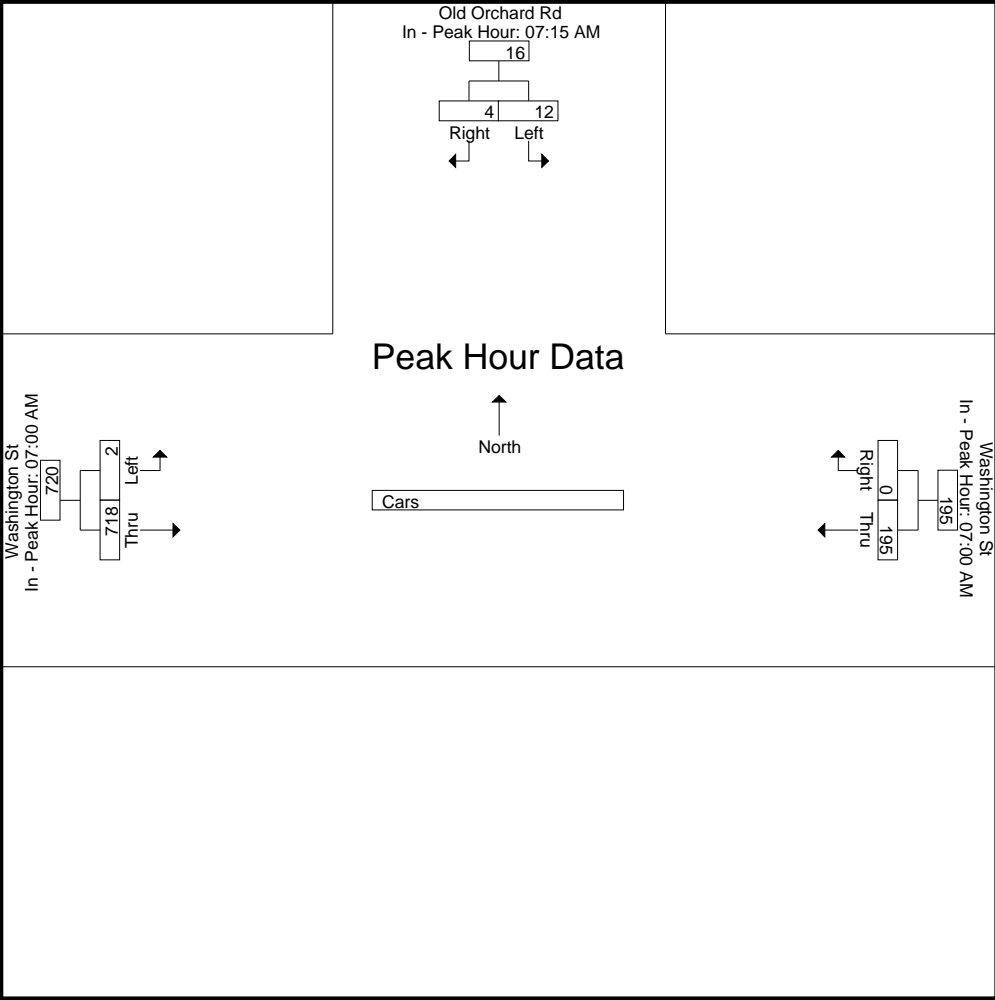 Old Orchard Rd
In - Peak Hour: 07:15 AM
16
4 12
Right Left
Peak Hour Data
North
Cars
Washington St
In - Peak Hour: 07:00 AM
720
2 718
Left Thru
Washington St
In - Peak Hour: 07:00 AM
195
0 195
Right Thru